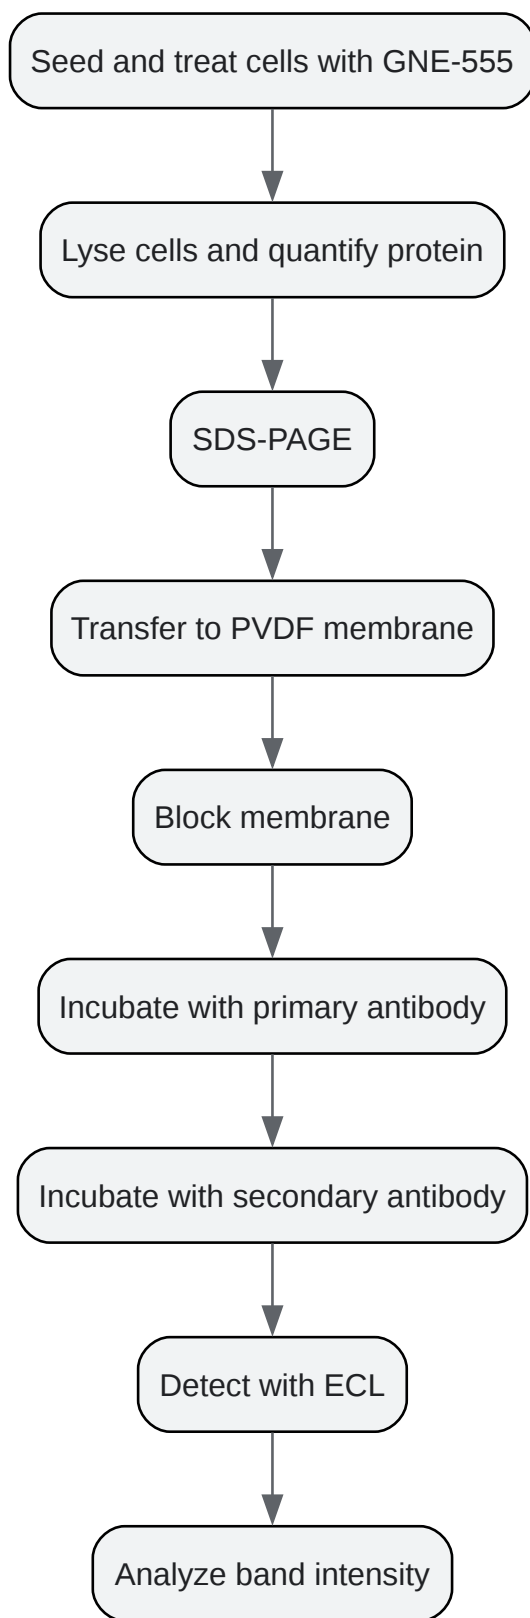 Seed and treat cells with GNE-555
Lyse cells and quantify protein
SDS-PAGE
Transfer to PVDF membrane
Block membrane
Incubate with primary antibody
Incubate with secondary antibody
Detect with ECL
Analyze band intensity